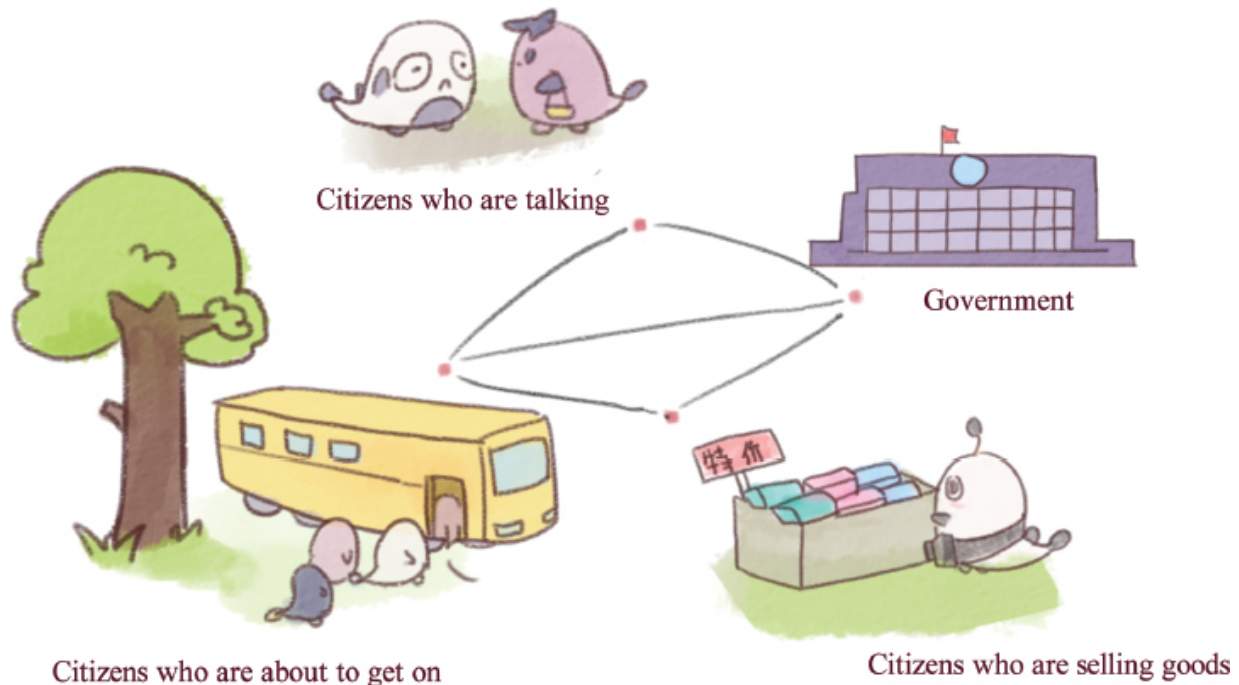 Citizens who are talking
Government
特价
Citizens who are about to get on
Citizens who are selling goods